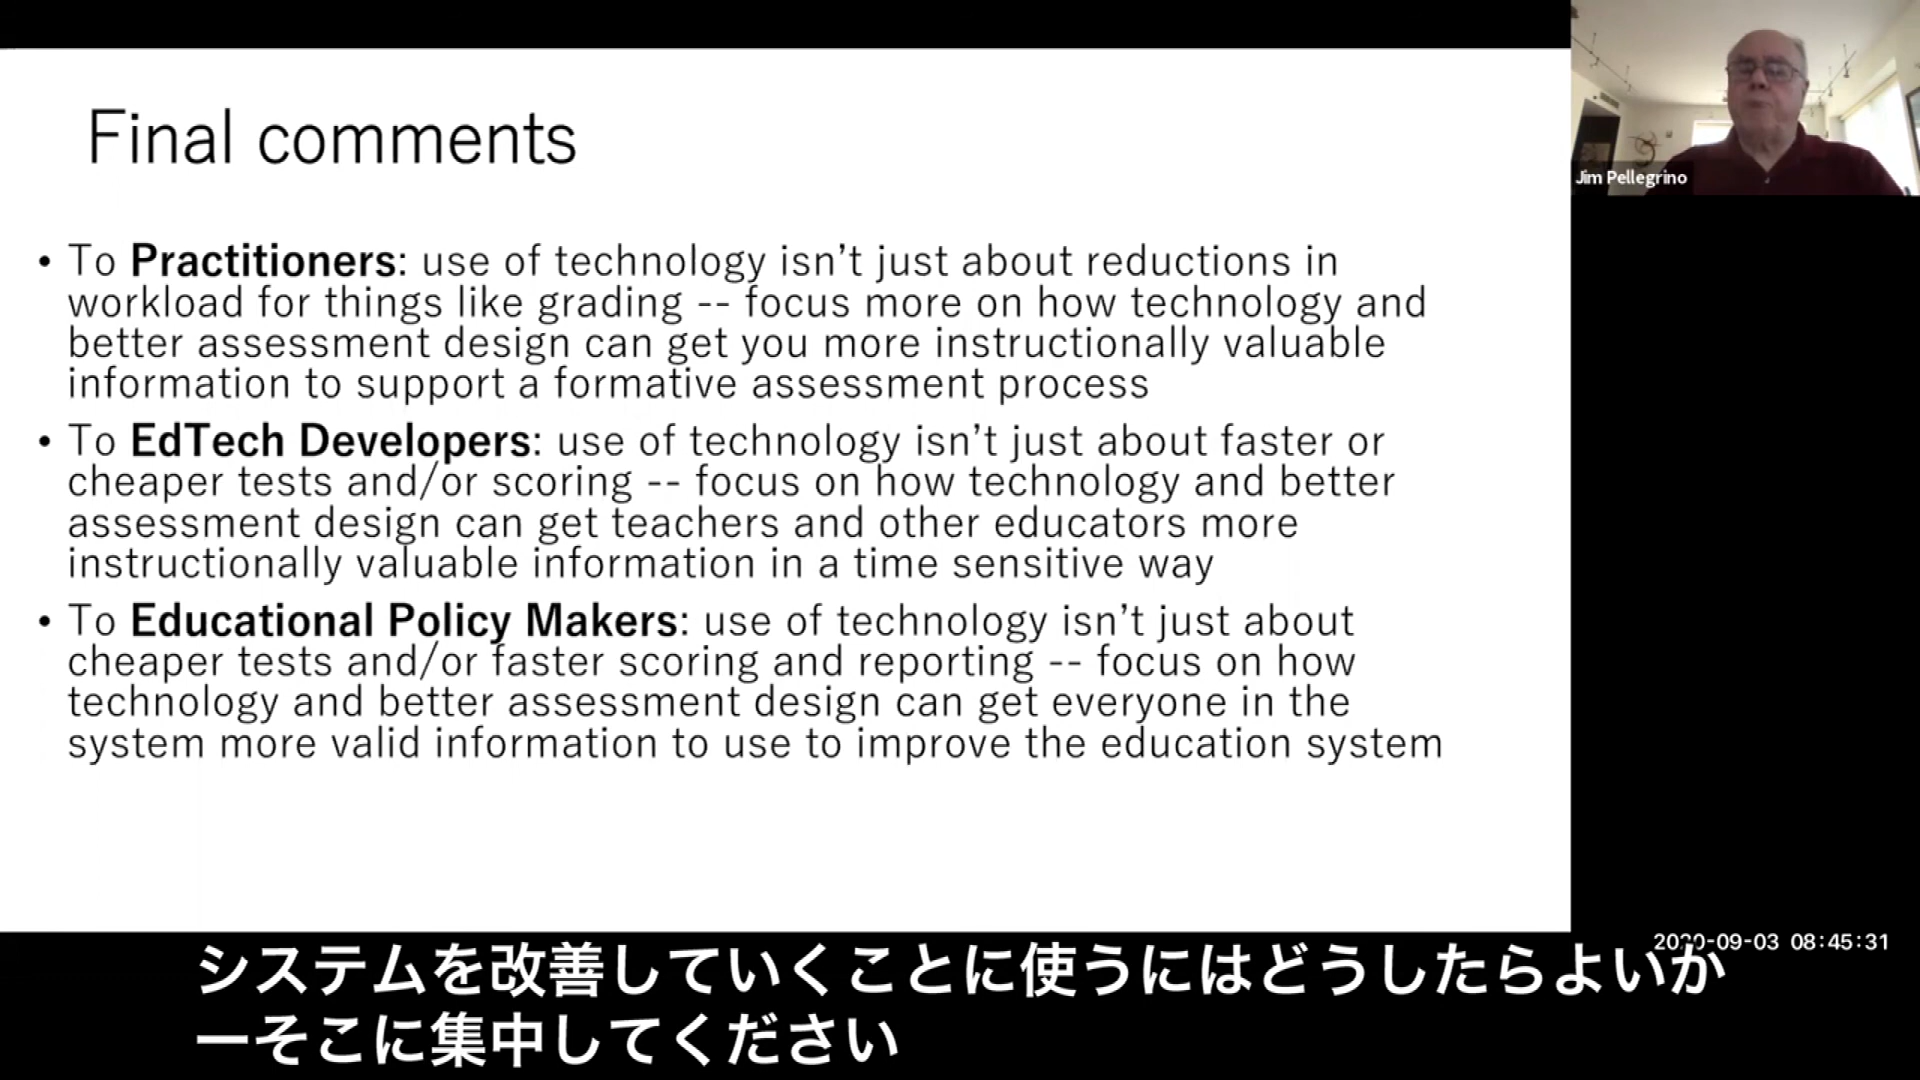 Final comments
Jim Pellegrino
• To Practitioners: use of technology isn't just about reductions in
workload for things like grading -- focus more on how technology and
better assessment design can get you more instructionally valuable
information to support a formative assessment process
• To EdTech Developers: use of technology isn't just about faster or
cheaper tests and/or scoring -- focus on how technology and better
assessment design can get teachers and other educators more
instructionally valuable information in a time sensitive way
• To Educational Policy Makers: use of technology isn't just about
cheaper tests and/or faster scoring and reporting -- focus on how
technology and better assessment design can get everyone in the
system more valid information to use to improve the education system
2020-09-03 08:45:31
システムを改善していくことに使うにはどうしたらよいか
ーそこに集中してください